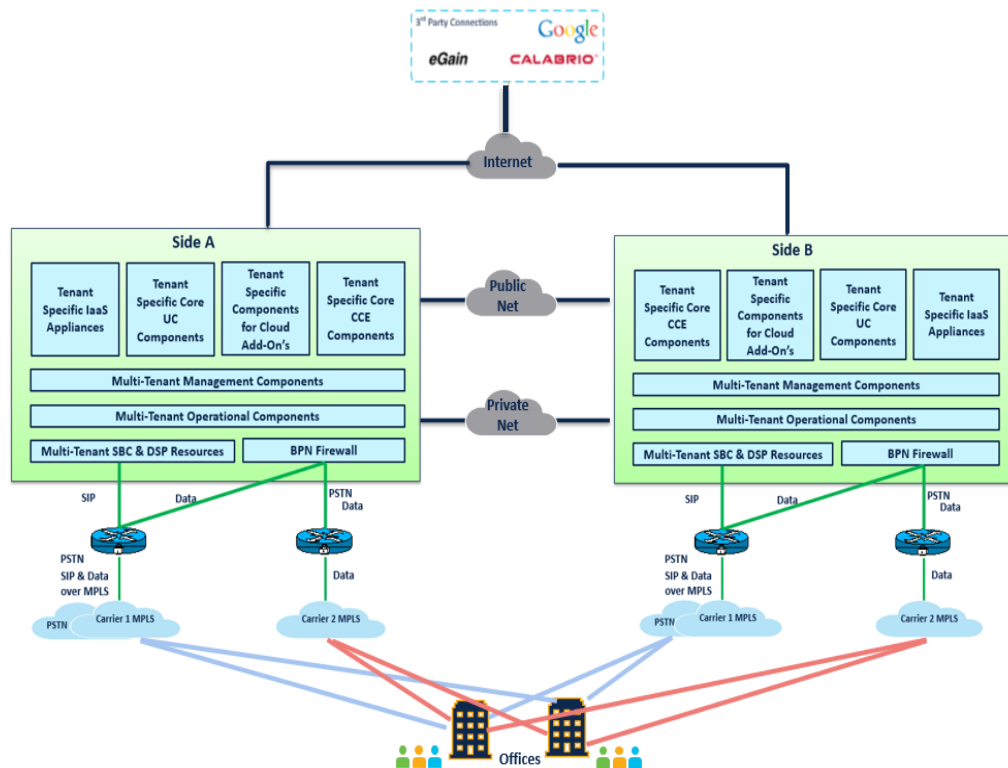 3rd Party Connections
Google
eGain
CALABRIO™
Internet
Side A
Tenant
Specific IaaS
Appliances
Tenant
Specific Core
UC
Components
Tenant
Specific
Components
for Cloud
Add-On's
Tenant
Specific Core
CCE
Components
Multi-Tenant Management Components
Multi-Tenant Operational Components
Multi-Tenant SBC & DSP Resources
BPN Firewall
Public
Net
Private
Net
Side B
Tenant
Specific Core
CCE
Components
Tenant
Specific
Components
for Cloud
Add-On's
Tenant
Specific Core
UC
Components
Tenant
Specific IaaS
Appliances
Multi-Tenant Management Components
Multi-Tenant Operational Components
Multi-Tenant SBC & DSP Resources
BPN Firewall
SIP
Data
PSTN
Data
PSTN
SIP & Data
over MPLS
Data
PSTN
Carrier 1 MPLS
Carrier 2 MPLS
SIP
Data
PSTN
Data
PSTN
SIP & Data
over MPLS
Data
PSTN
Carrier 1 MPLS
Carrier 2 MPLS
Offices